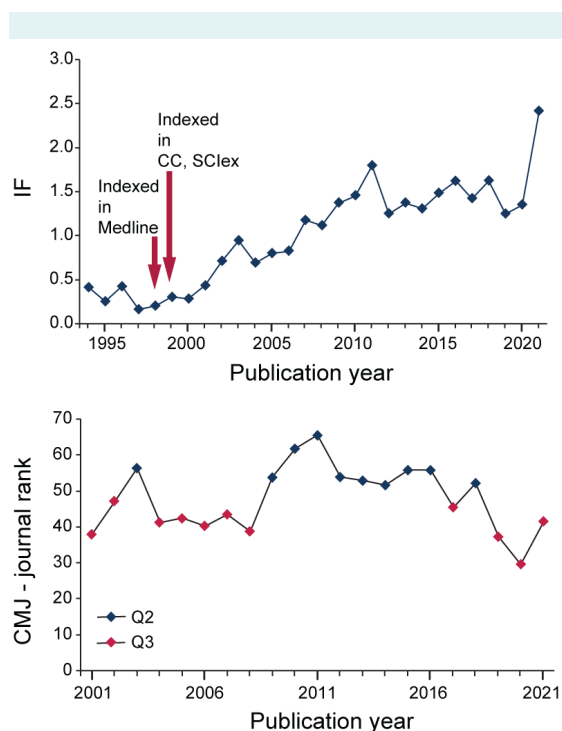 3.0
2.5
2.0
1.5
1.0
0.5
0.0
IF
Indexed
in
CC, SCIex
Indexed
in
Medline
1995
2000
2005
2010
2015
2020
Publication year
70
60
50
40
30
20
10
0
CMJ - journal rank
Q2
Q3
2001
2006
2011
2016
2021
Publication year